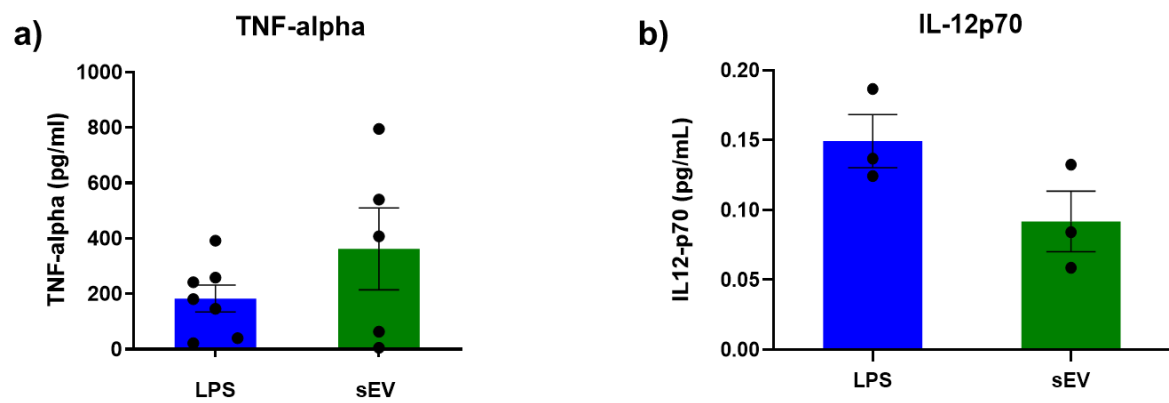 a)
TNF-alpha
TNF-alpha (pg/ml)
1000
800
600
400
200
0
LPS
sEV
b)
IL-12p70
IL12-p70 (pg/mL)
0.20
0.15
0.10
0.05
0.00
LPS
sEV